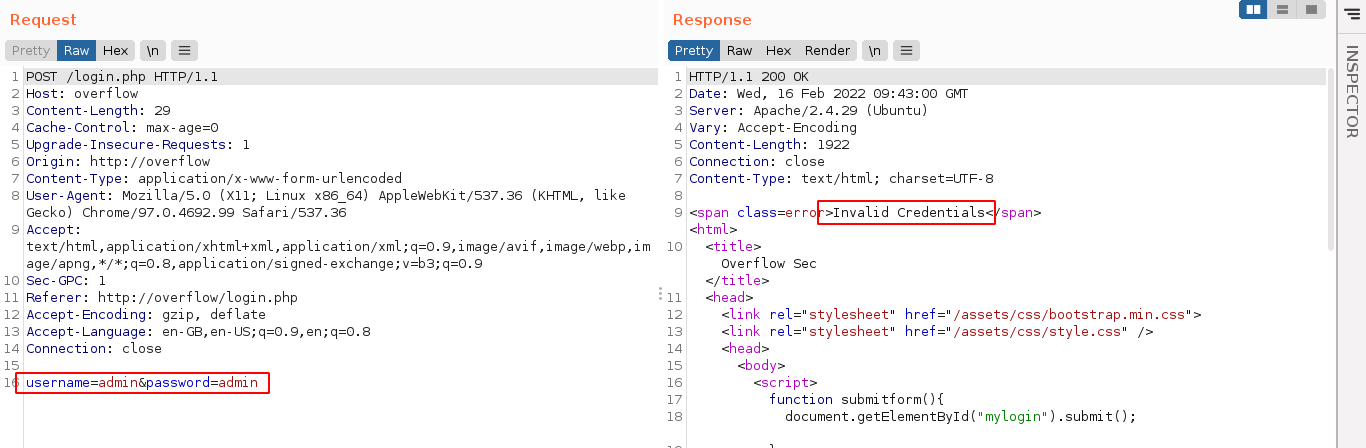 Request
Pretty Raw Hex \n
1 POST /login.php HTTP/1.1
2 Host: overflow
3 Content-Length: 29
4 Cache-Control: max-age=0
5 Upgrade-Insecure-Requests: 1
6 Origin: http://overflow
7 Content-Type: application/x-www-form-urlencoded
8 User-Agent: Mozilla/5.0 (X11; Linux x86_64) AppleWebKit/537.36 (KHTML, like
Gecko) Chrome/97.0.4692.99 Safari/537.36
9 Accept:
text/html,application/xhtml+xml,application/xml;q=0.9,image/avif,image/webp,im
age/apng,*/*;q=0.8,application/signed-exchange;v=b3;q=0.9
10 Sec-GPC: 1
11 Referer: http://overflow/login.php
12 Accept-Encoding: gzip, deflate
13 Accept-Language: en-GB,en-US;q=0.9,en;q=0.8
14 Connection: close
15
16 username=admin&password=admin
Response
Pretty Raw Hex Render \n
1 HTTP/1.1 200 OK
2 Date: Wed, 16 Feb 2022 09:43:00 GMT
3 Server: Apache/2.4.29 (Ubuntu)
4 Vary: Accept-Encoding
5 Content-Length: 1922
6 Connection: close
7 Content-Type: text/html; charset=UTF-8
8
9 <span class=error>Invalid Credentials</span>
<html>
10 <title>
Overflow Sec
</title>
11 <head>
12 <link rel="stylesheet" href="/assets/css/bootstrap.min.css">
13 <link rel="stylesheet" href="/assets/css/style.css" />
14 <head>
15 <body>
16 <script>
17 function submitform(){
18 document.getElementById("mylogin").submit();
}
INSPECTOR